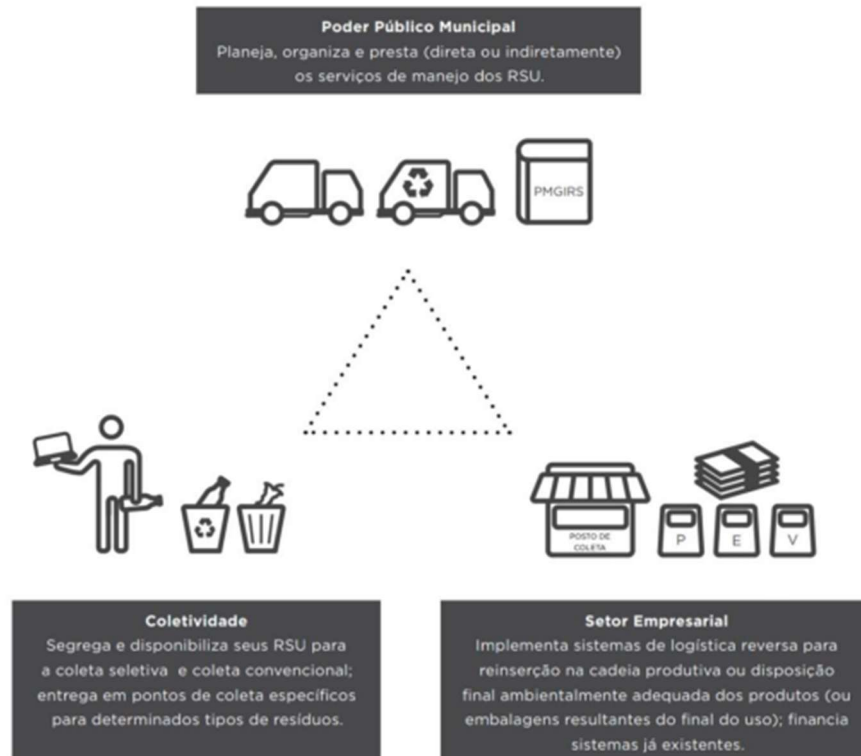 Poder Público Municipal
Planeja, organiza e presta (direta ou indiretamente)
os serviços de manejo dos RSU.
PMGIRS
POSTO DE
COLETA
P
E
V
Coletividade
Segrega e disponibiliza seus RSU para
a coleta seletiva e coleta convencional;
entrega em pontos de coleta específicos
para determinados tipos de resíduos.
Setor Empresarial
Implementa sistemas de logística reversa para
reinserção na cadeia produtiva ou disposição
final ambientalmente adequada dos produtos (ou
embalagens resultantes do final do uso); financia
sistemas já existentes.